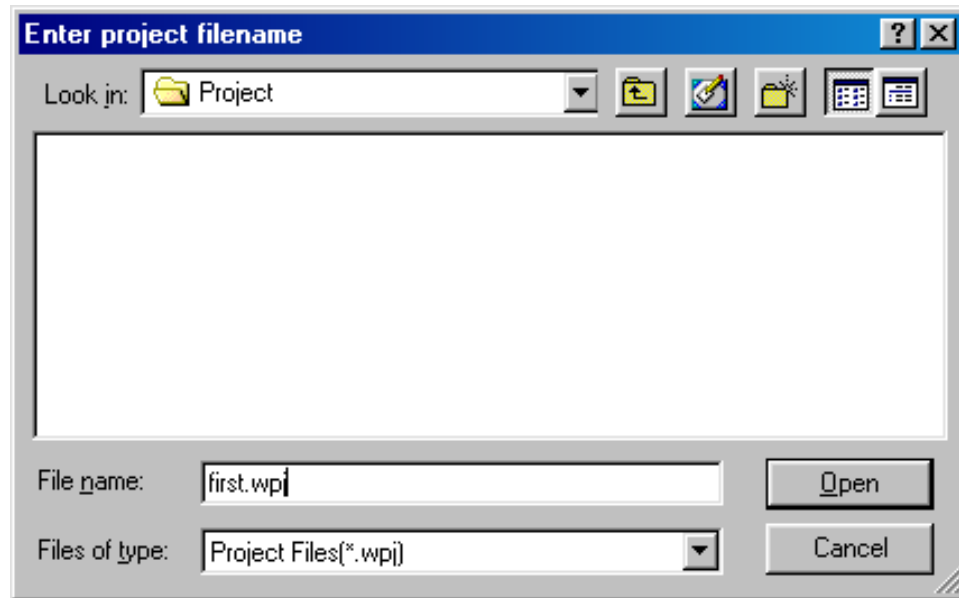 Enter project filename
Look in: Project
File name: first.wpj
Open
Files of type: Project Files(*.wpj)
Cancel